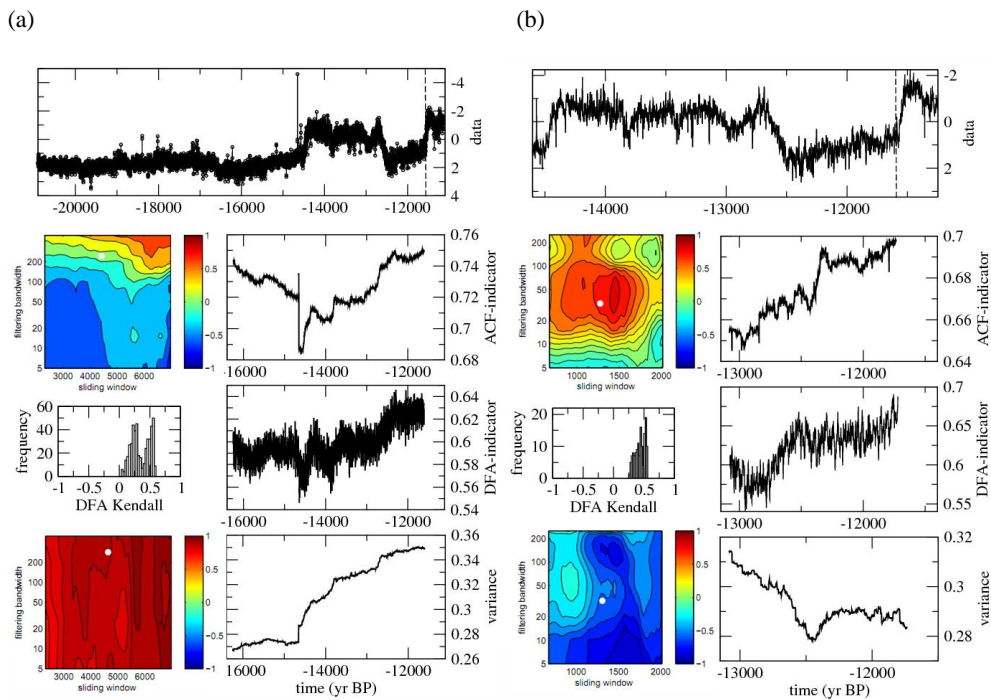 (a)
(b)
-4
-2
0
2
4
data
-20000 -18000 -16000 -14000 -12000
-2
0
2
data
-14000 -13000 -12000
filtering bandwidth
200
100
50
20
10
5
3000 4000 5000 6000
sliding window
1
0.5
0
−0.5
−1
0.76
0.74
0.72
0.7
0.68
ACF-indicator
-16000 -14000 -12000
filtering bandwidth
200
100
50
20
10
5
1000 1500 2000
sliding window
1
0.5
0
−0.5
−1
0.7
0.68
0.66
0.64
ACF-indicator
-13000 -12000
frequency
60
40
20
0
-1 -0.5 0 0.5 1
DFA Kendall
0.64
0.62
0.6
0.58
0.56
0.54
DFA-indicator
-16000 -14000 -12000
frequency
20
10
0
-1 -0.5 0 0.5 1
DFA Kendall
0.7
0.65
0.6
0.55
DFA-indicator
-13000 -12000
filtering bandwidth
200
100
50
20
10
5
3000 4000 5000 6000
sliding window
1
0.5
0
−0.5
−1
0.36
0.34
0.32
0.3
0.28
0.26
variance
-16000 -14000 -12000
time (yr BP)
filtering bandwidth
200
100
50
20
10
5
1000 1500 2000
sliding window
1
0.5
0
−0.5
−1
0.32
0.3
0.28
variance
-13000 -12000
time (yr BP)